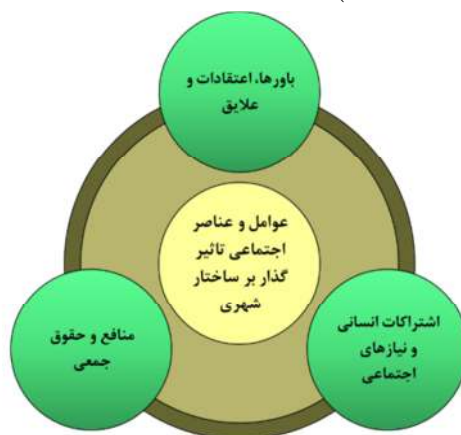 باورها، اعتقادات و
علایق
عوامل و عناصر
اجتماعی تاثیر
گذار بر ساختار
شهری
اشتراکات انسانی
و نیازهای
اجتماعی
منافع و حقوق
جمعی